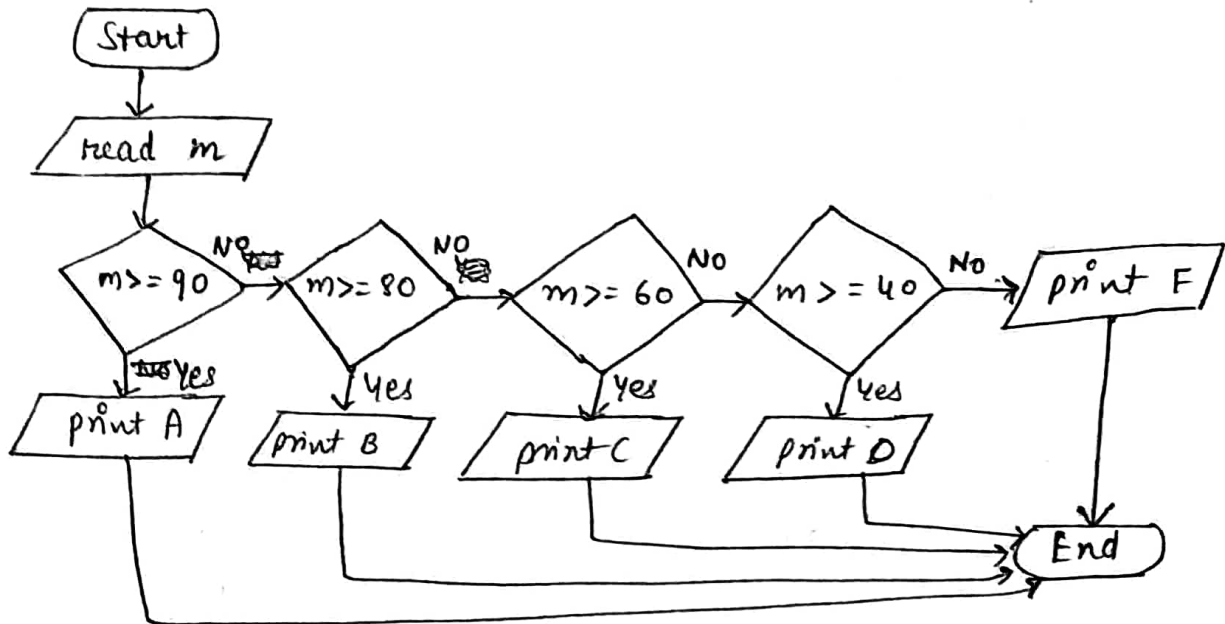 Start
read m
m>=90
NO
m>=80
NO
m>=60
NO
m>=40
NO
print F
Yes
print A
Yes
print B
Yes
print C
Yes
print D
End